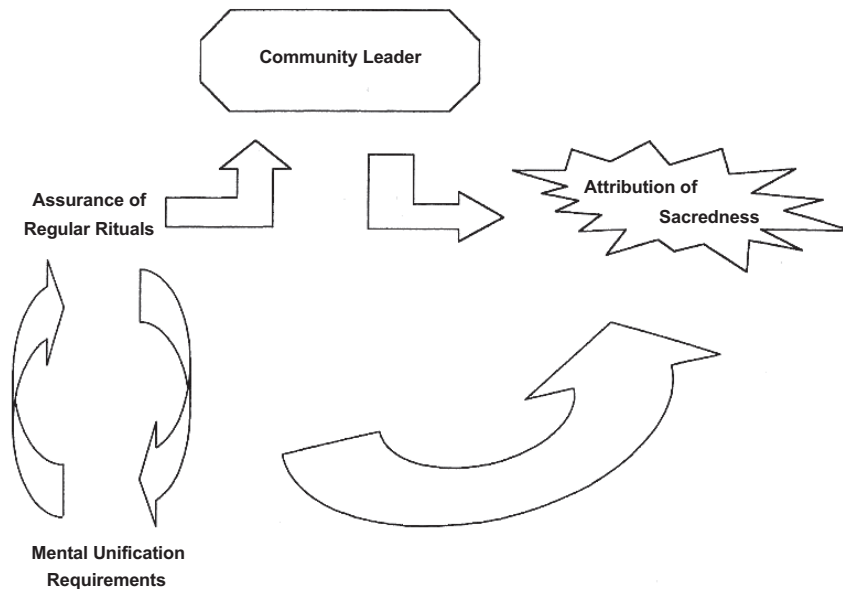 Community Leader
Assurance of
Regular Rituals
Attribution of
Sacredness
Mental Unification
Requirements